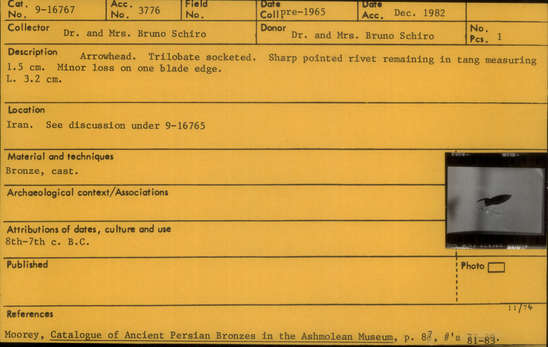 Cat. No. 9-16767 Acc. No. 3776 Field No. Date Coll. pre-1965 Date Acc. Dec. 1982
Collector Dr. and Mrs. Bruno Schiro Donor Dr. and Mrs. Bruno Schiro No. Pcs. 1
Description Arrowhead. Trilobate socketed. Sharp pointed rivet remaining in tang measuring
1.5 cm. Minor loss on one blade edge.
L. 3.2 cm.
Location
Iran. See discussion under 9-16765
Material and techniques
Bronze, cast.
Archaeological context/Associations
Attributions of dates, culture and use
8th-7th c. B.C.
Published
Photo
11/74
References
Moorey, Catalogue of Ancient Persian Bronzes in the Ashmolean Museum, p. 87, #'s 81-83.